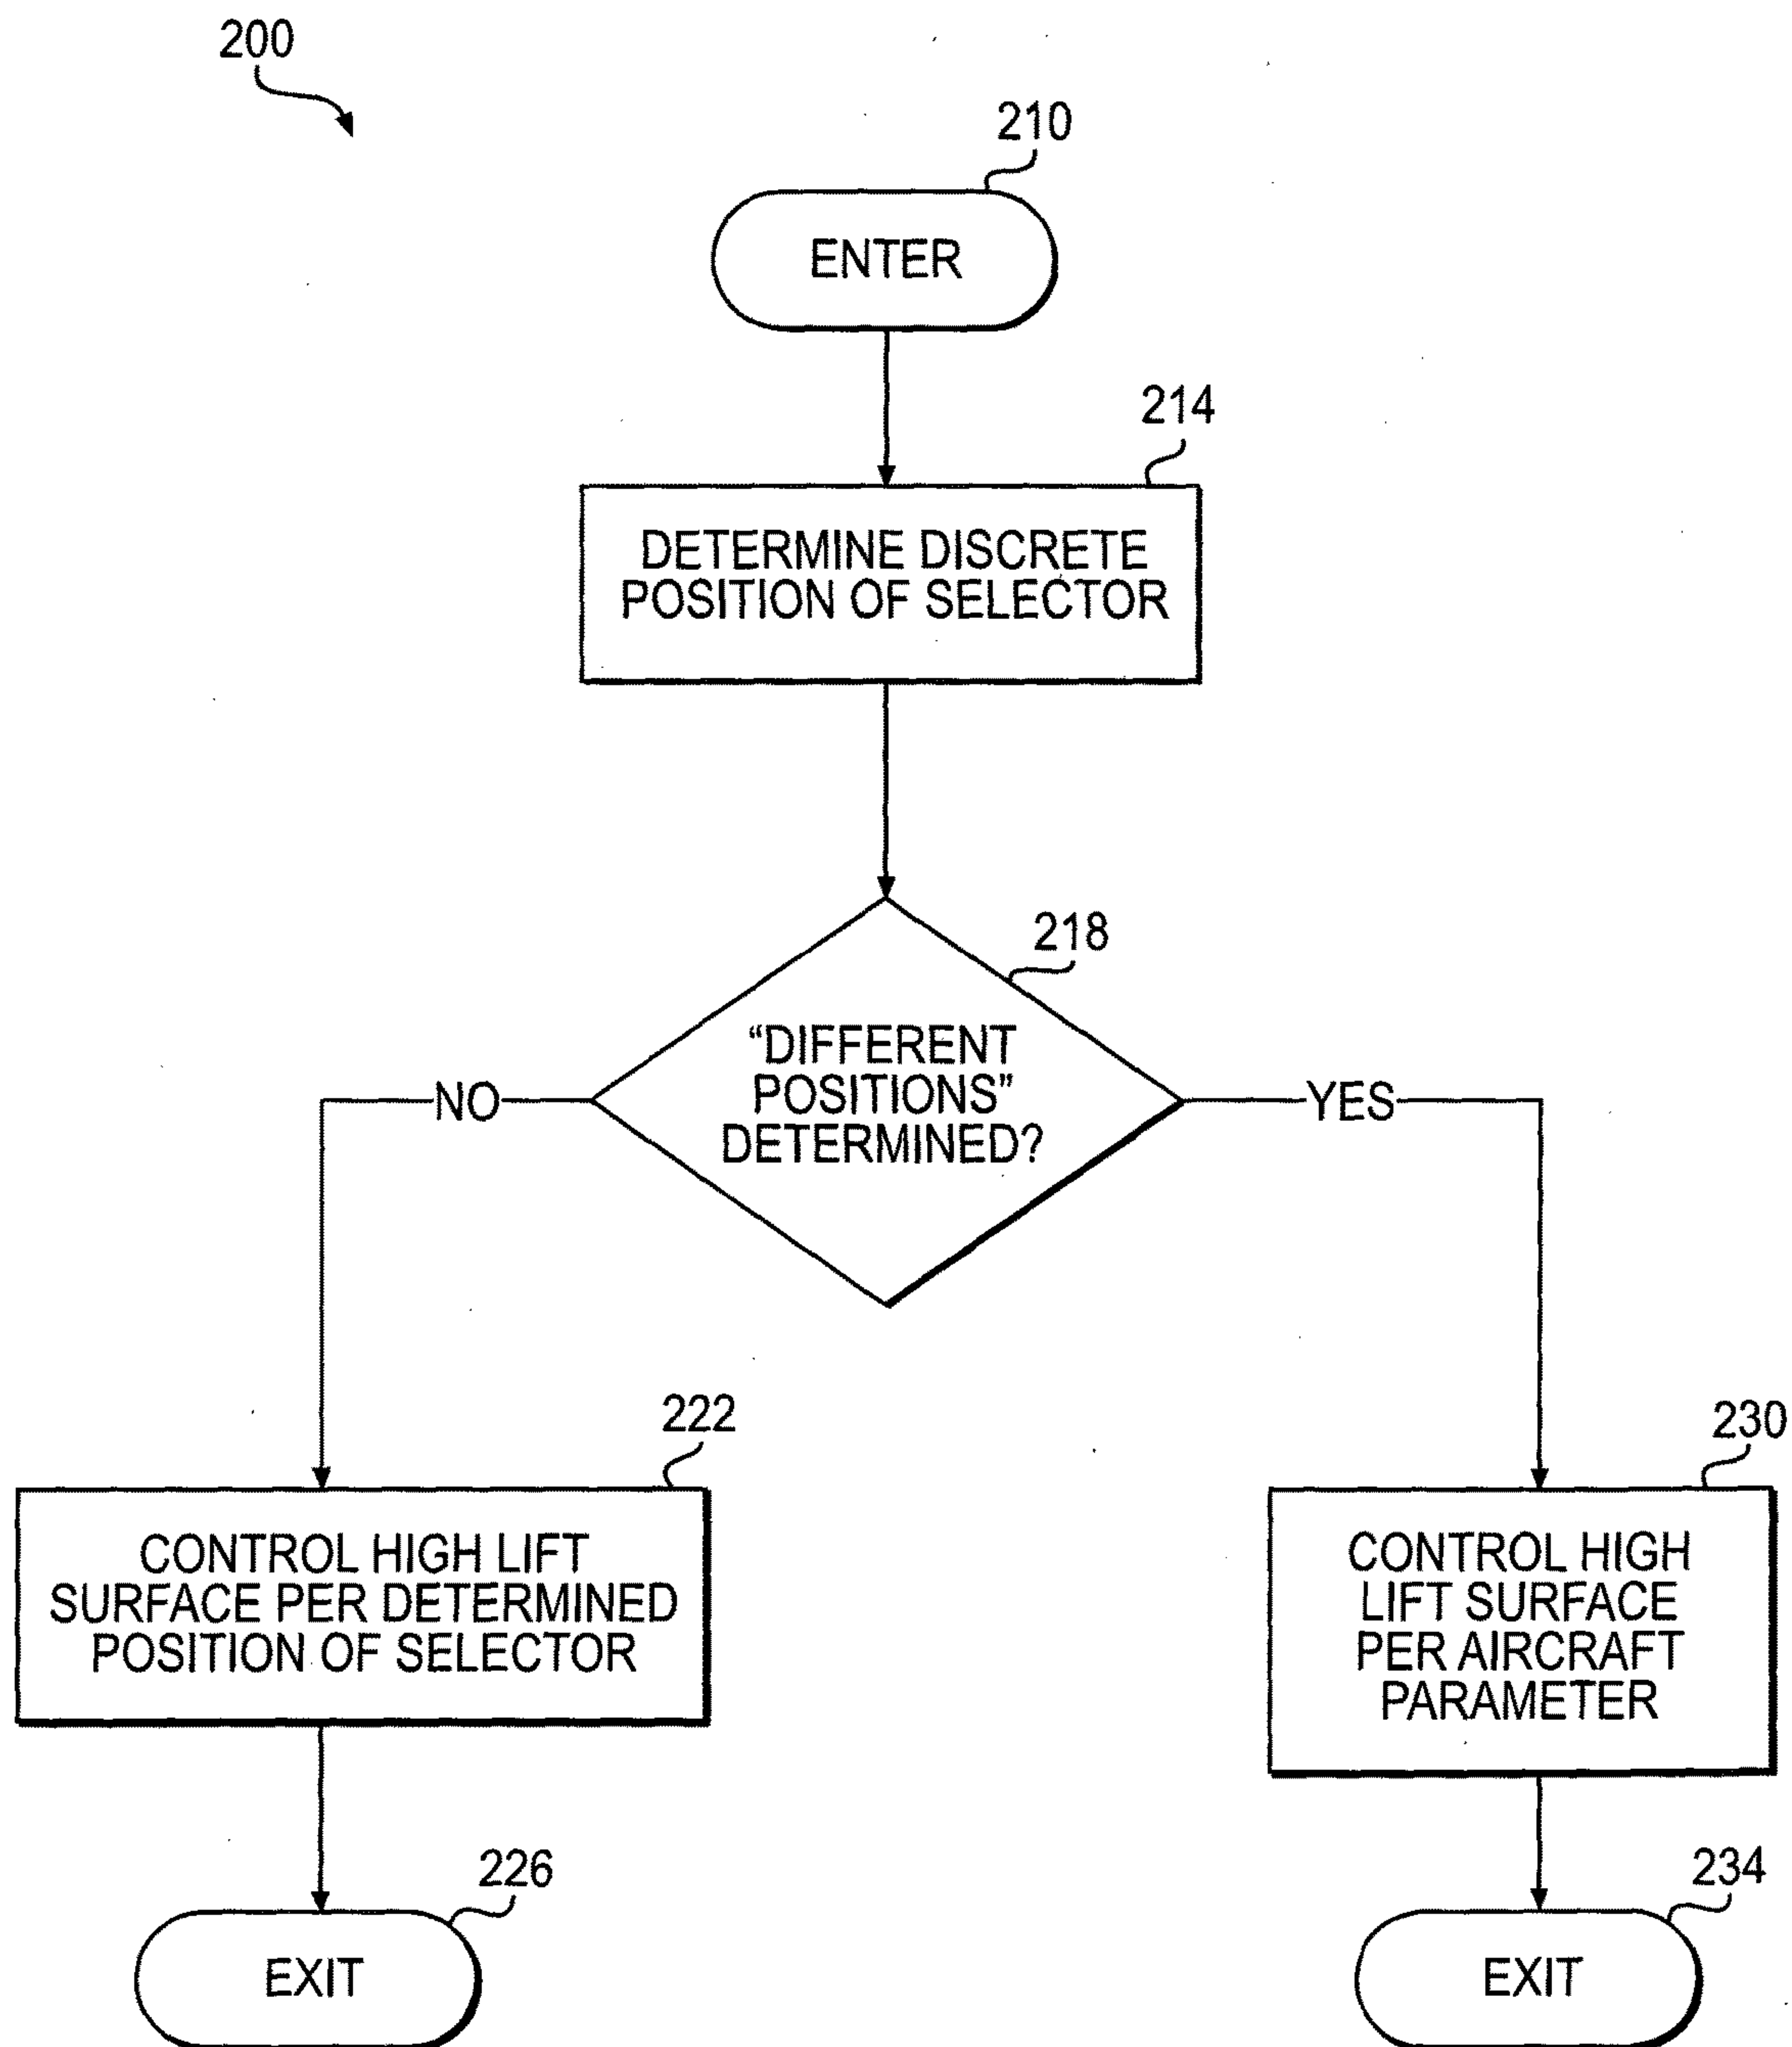 200
210
ENTER
214
DETERMINE DISCRETE
POSITION OF SELECTOR
218
“DIFFERENT
POSITIONS”
DETERMINED?
NO
YES
222
CONTROL HIGH LIFT
SURFACE PER DETERMINED
POSITION OF SELECTOR
230
CONTROL HIGH
LIFT SURFACE
PER AIRCRAFT
PARAMETER
226
EXIT
234
EXIT